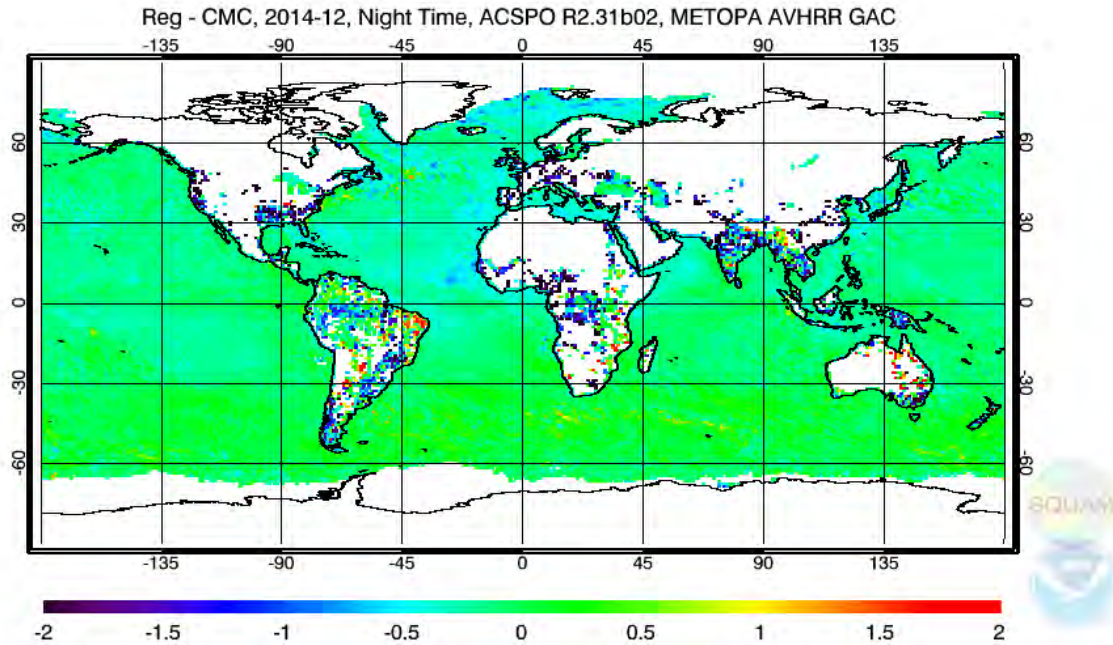 Reg - CMC, 2014-12, Night Time, ACSPO R2.31b02, METOPA AVHRR GAC
-135 -90 -45 0 45 90 135
60 60
30 30
0 0
-30 -30
-60 -60
-135 -90 -45 0 45 90 135
SQUAM
-2 -1.5 -1 -0.5 0 0.5 1 1.5 2